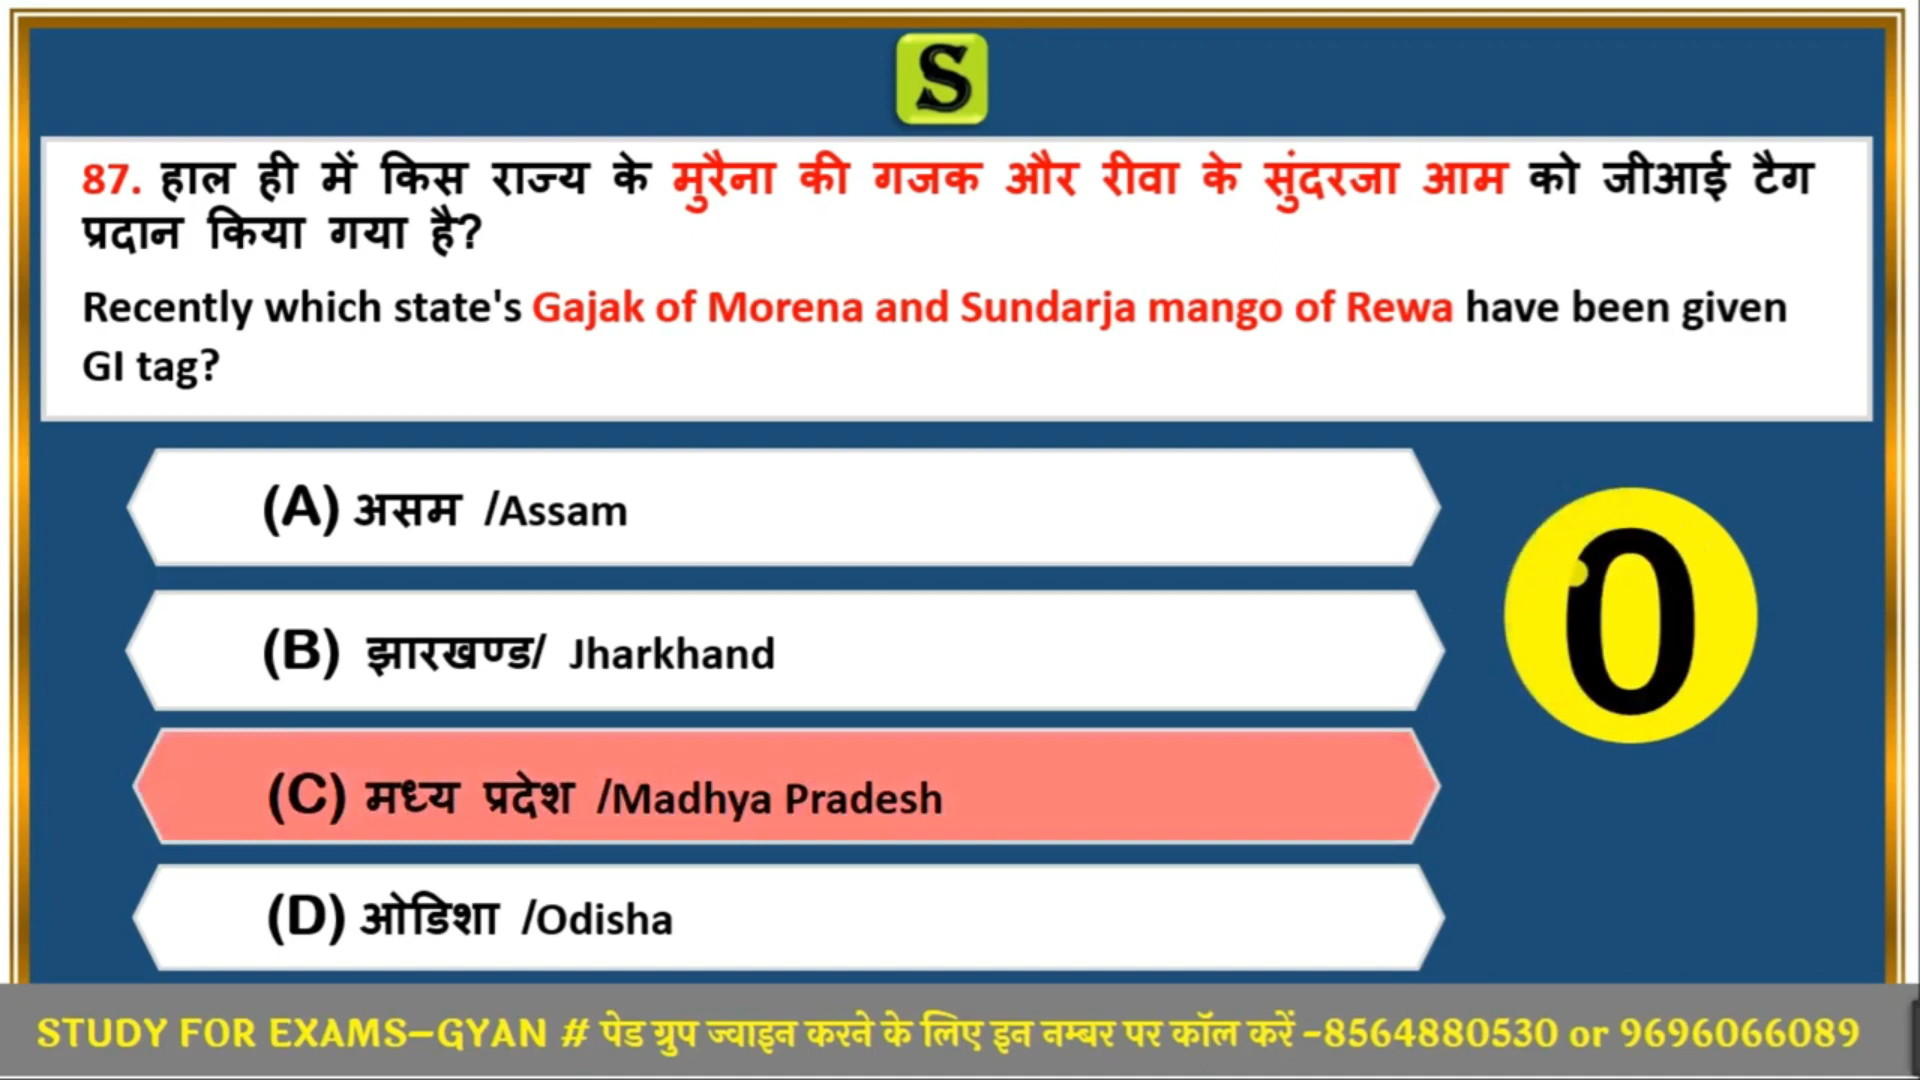 S
87. हाल ही में किस राज्य के मुरैना की गजक और रीवा के सुंदरजा आम को जीआई टैग
प्रदान किया गया है?
Recently which state's Gajak of Morena and Sundarja mango of Rewa have been given
GI tag?
(A) असम /Assam
(B) झारखण्ड/ Jharkhand
(C) मध्य प्रदेश /Madhya Pradesh
(D) ओडिशा /Odisha
0
STUDY FOR EXAMS–GYAN # पेड ग्रुप ज्वाइन करने के लिए इन नम्बर पर कॉल करें -8564880530 or 9696066089